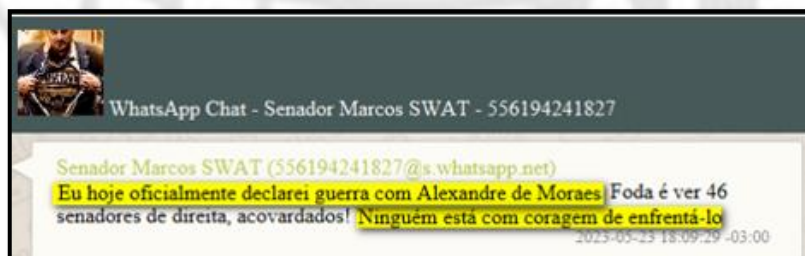 WhatsApp Chat - Senador Marcos SWAT - 556194241827
Senador Marcos SWAT (556194241827@s.whatsapp.net)
Eu hoje oficialmente declarei guerra com Alexandre de Moraes Foda é ver 46
senadores de direita, acovardados! Ninguém está com coragem de enfrentá-lo
2023-05-23 18:09:29 -03:00